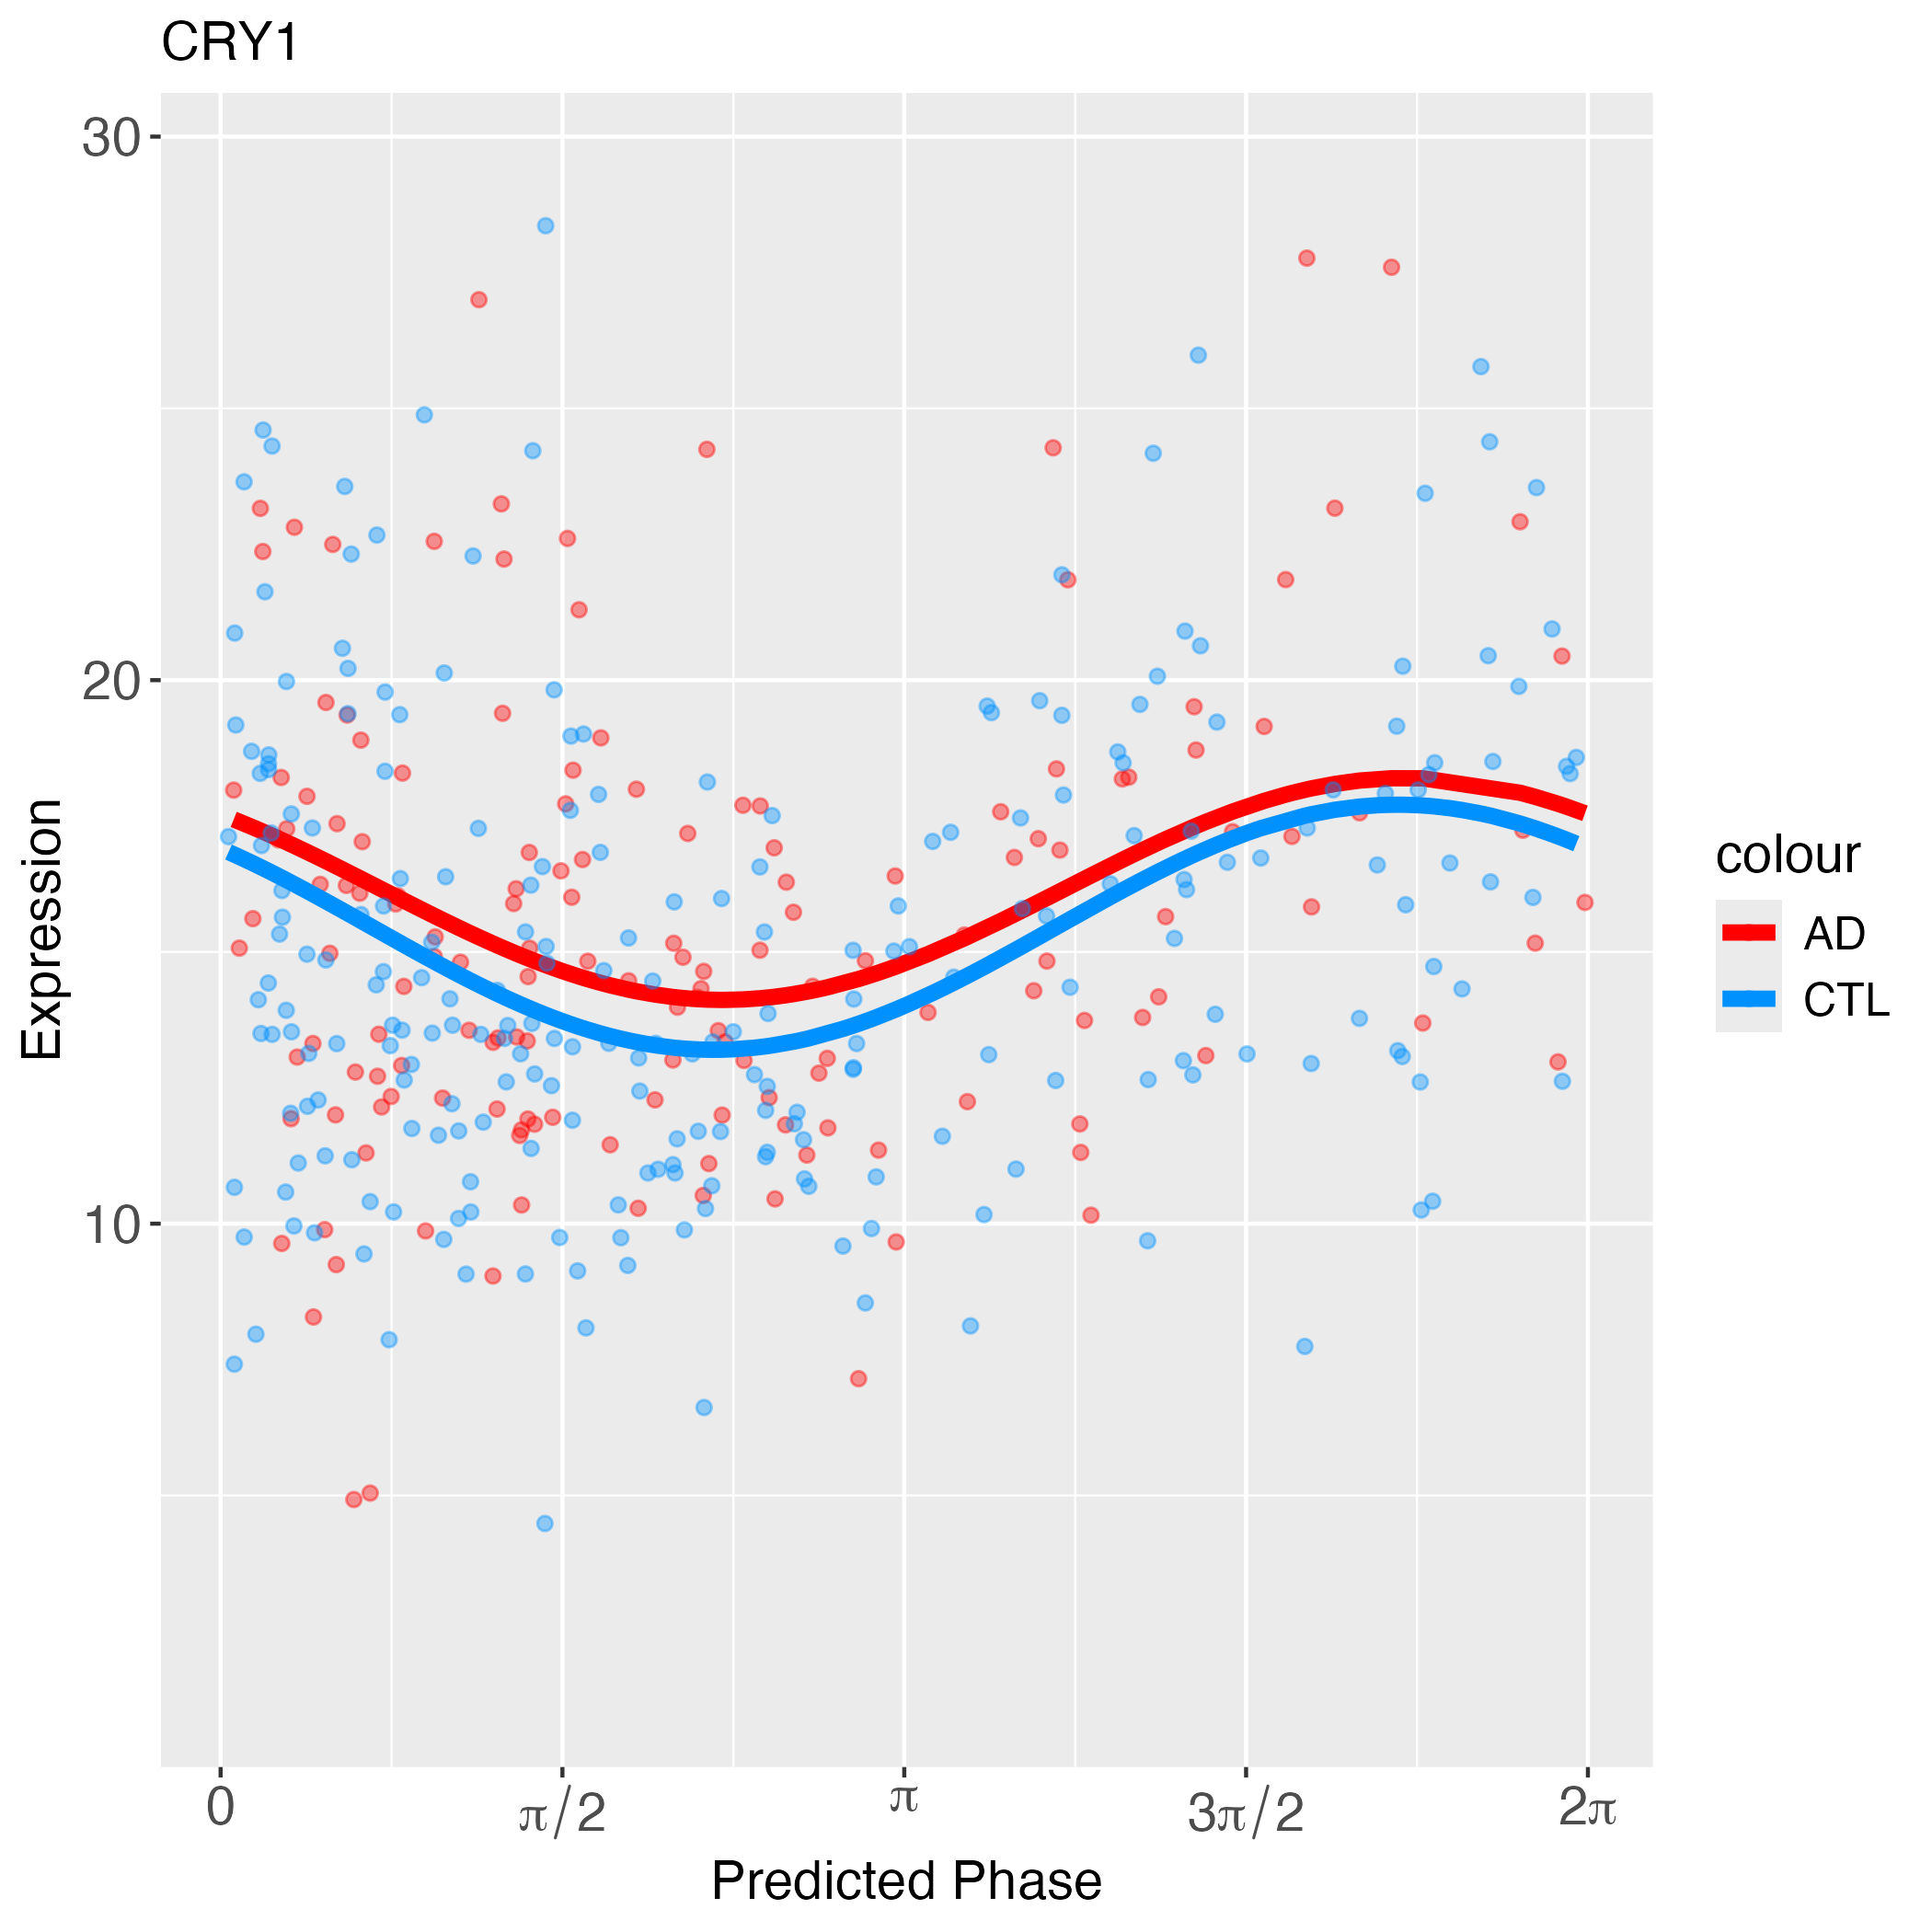 CRY1
30
20
10
Expression
0
π/2
π
3π/2
2π
Predicted Phase
colour
AD
CTL